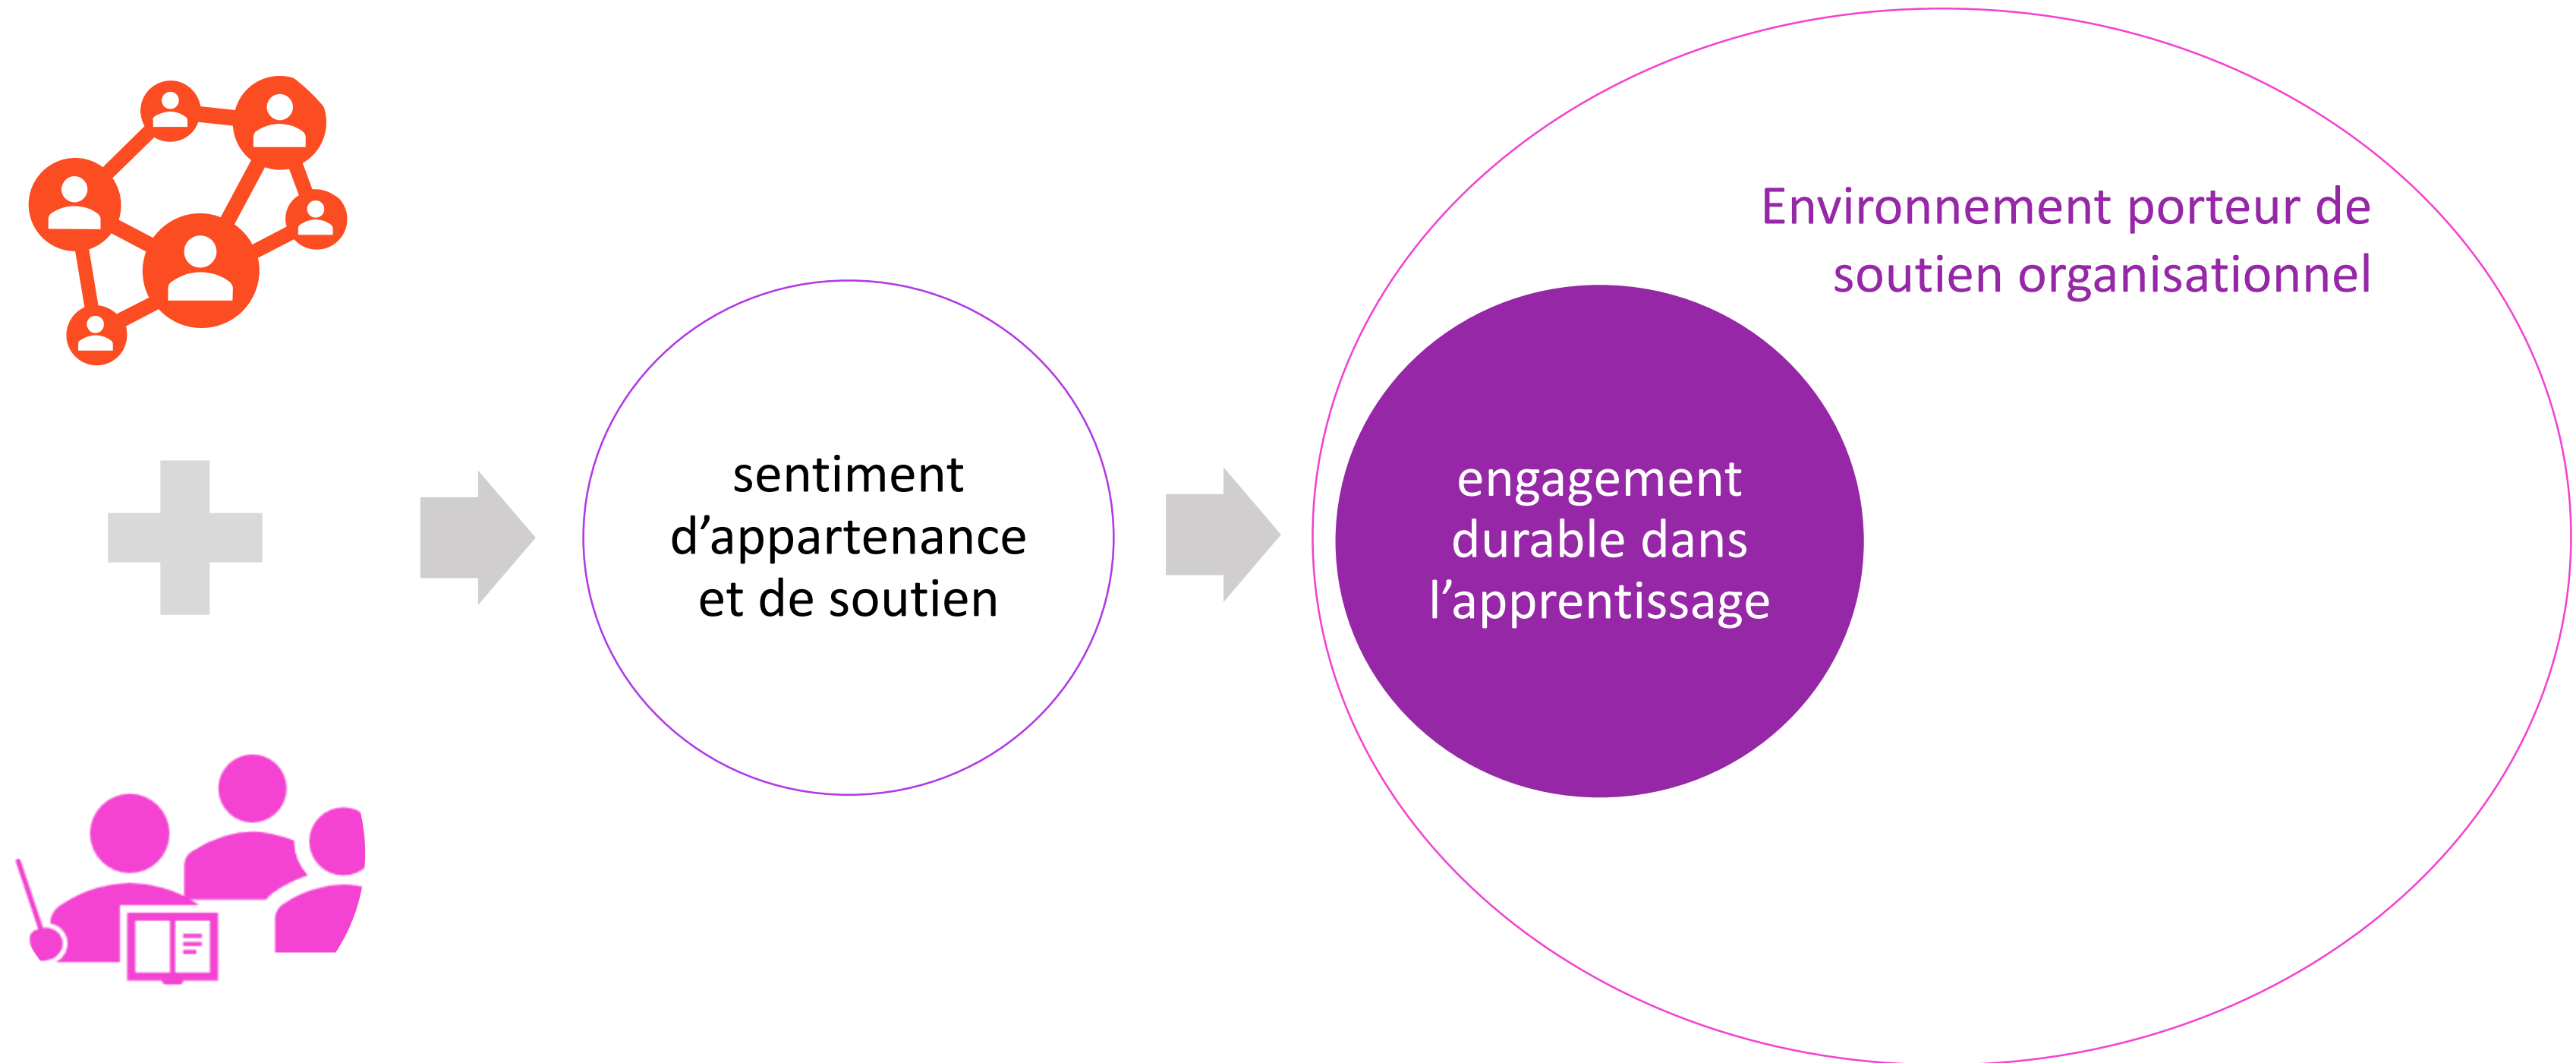 sentiment
d’appartenance
et de soutien
engagement
durable dans
l’apprentissage
Environnement porteur de
soutien organisationnel